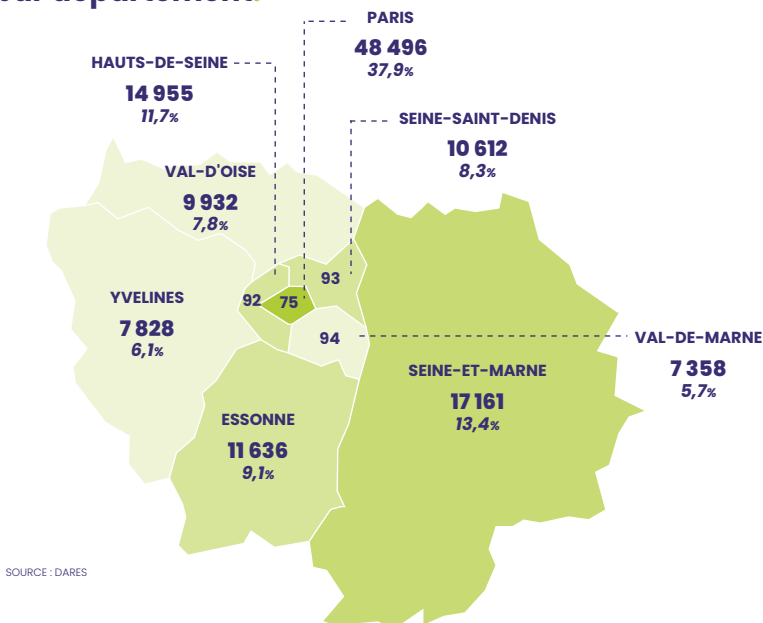 par département.
PARIS
48 496
37,9%
HAUTS-DE-SEINE
14 955
11,7%
SEINE-SAINT-DENIS
10 612
8,3%
VAL-D'OISE
9 932
7,8%
93
92
75
YVELINES
7 828
6,1%
94
VAL-DE-MARNE
7 358
5,7%
SEINE-ET-MARNE
17 161
13,4%
ESSONNE
11 636
9,1%
SOURCE : DARES